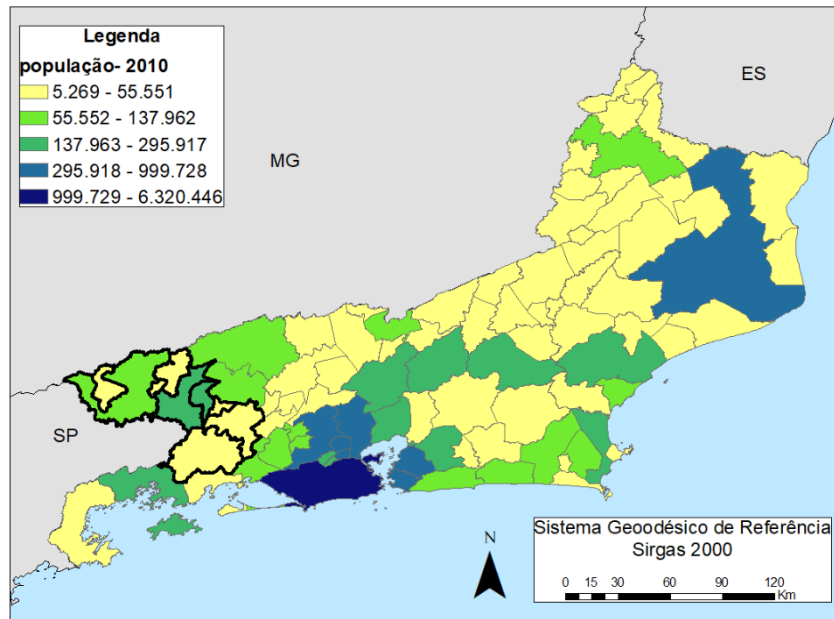 Legenda
população- 2010
5.269 - 55.551
55.552 - 137.962
137.963 - 295.917
295.918 - 999.728
999.729 - 6.320.446
ES
MG
SP
N
Sistema Geodésico de Referência
Sirgas 2000
0 15 30 60 90 120
Km